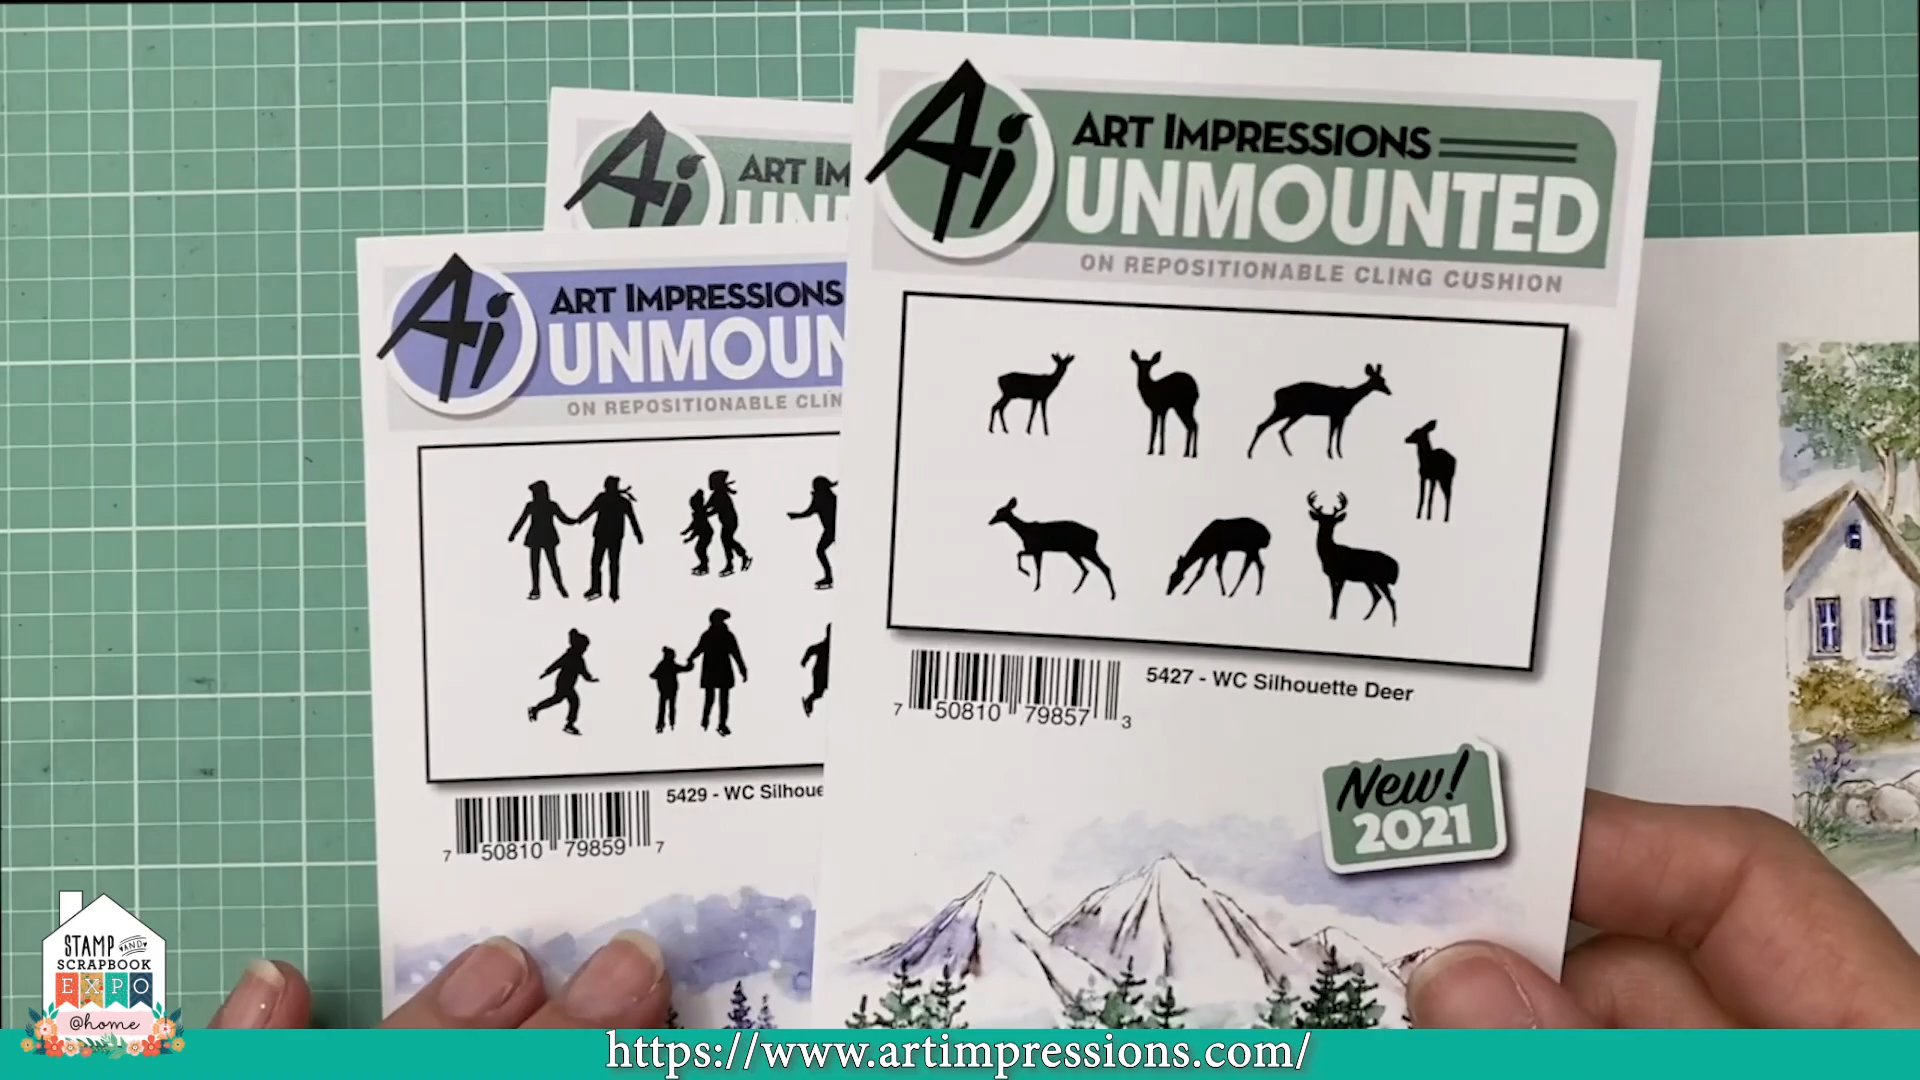 Ai
ART IMPRESSIONS
UNMOUNTED
ON REPOSITIONABLE CLING CUSHION
5427 - WC Silhouette Deer
7 50810 79857 3
New!
2021
Ai
ART IM
UN
Ai
ART IMPRESSIONS
UNMOUN
ON REPOSITIONABLE CLIN
5429 - WC Silhoue
7 50810 79859 7
STAMP AND
SCRAPBOOK
EXPO
@home
https://www.artimpressions.com/